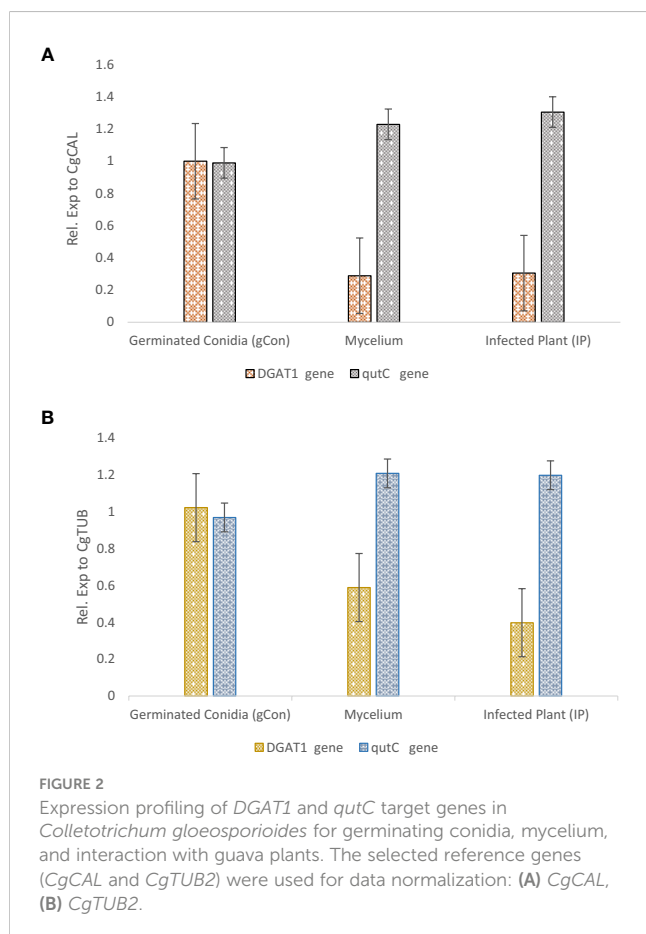 A
Rel. Exp to CgCAL
1.6
1.4
1.2
1
0.8
0.6
0.4
0.2
0
Germinated Conidia (gCon) Mycelium Infected Plant (IP)
DGAT1 gene qutC gene
B
Rel. Exp to CgTUB
1.4
1.2
1
0.8
0.6
0.4
0.2
0
Germinated Conidia (gCon) Mycelium Infected Plant (IP)
DGAT1 gene qutC gene
FIGURE 2
Expression profiling of DGAT1 and qutC target genes in
Colletotrichum gloeosporioides for germinating conidia, mycelium,
and interaction with guava plants. The selected reference genes
(CgCAL and CgTUB2) were used for data normalization: (A) CgCAL,
(B) CgTUB2.